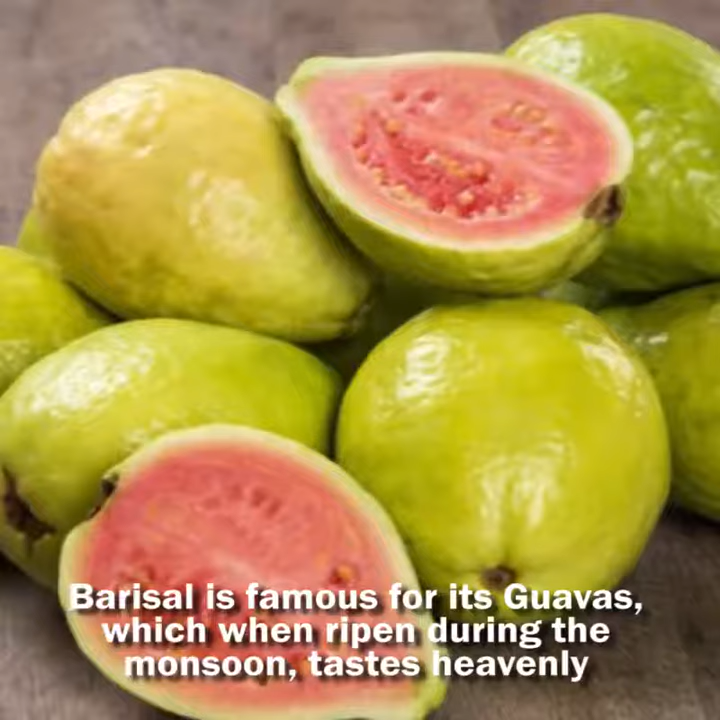 Barisal is famous for its Guavas,
which when ripen during the
monsoon, tastes heavenly